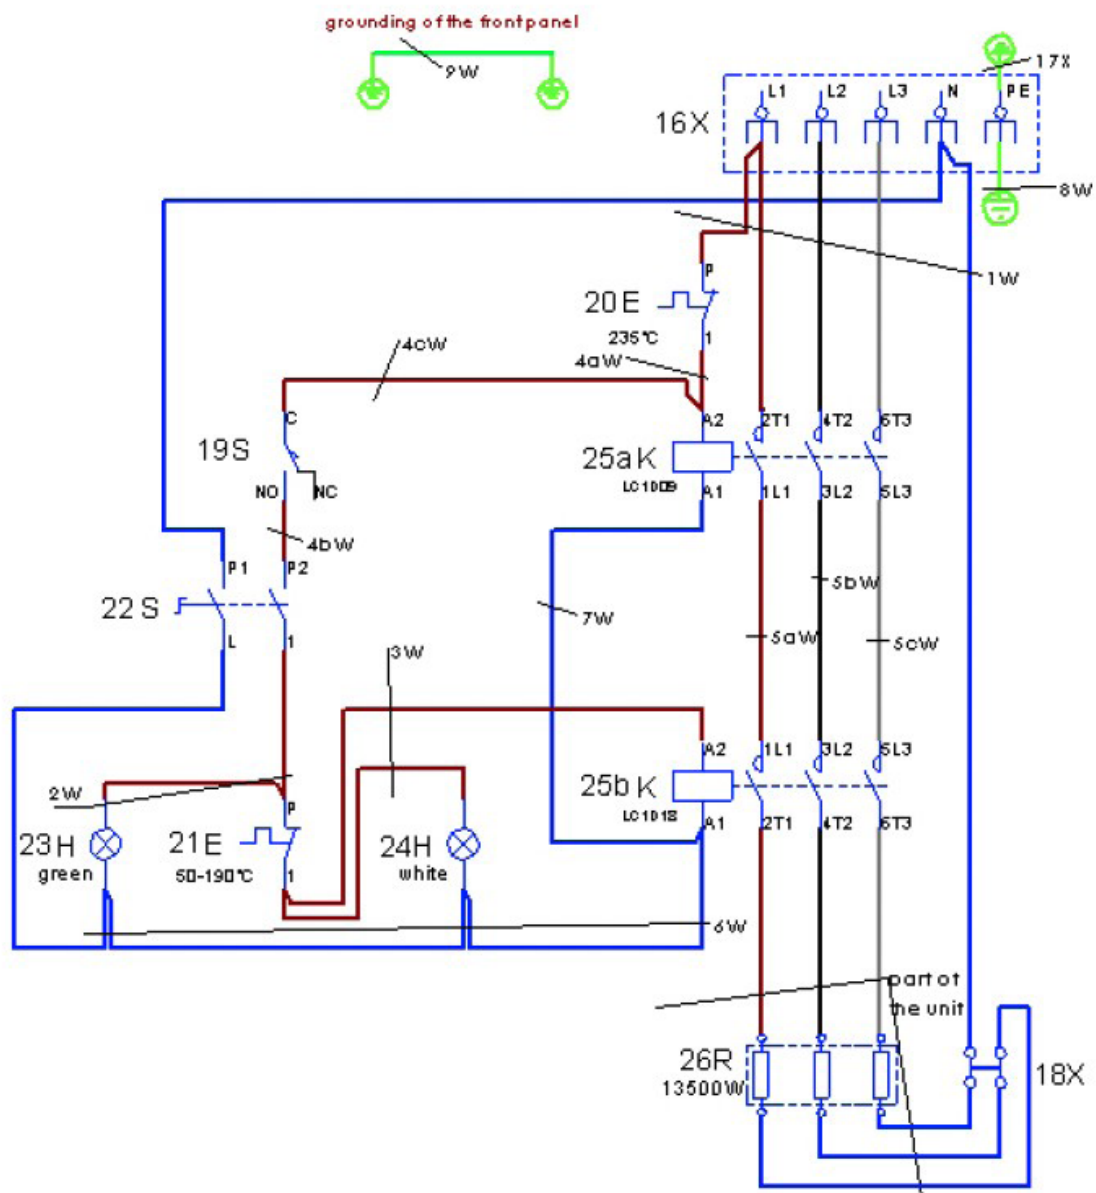 grounding of the front panel
9W
17X
L1 L2 L3 N PE
16X
8W
1W
P
20E
235°C
1
4cW
4aW
C
A2 2T1 4T2 6T3
19S
25aK
LC1D09
NO NC
A1 1L1 3L2 5L3
4bW
P1 P2
5bW
22S
7W
L 1
5aW 5cW
3W
A2 1L1 3L2 5L3
25bK
2W
P
LC1D18
A1 2T1 4T2 6T3
23H
green
21E
50-190°C
1
24H
white
6W
part of
the unit
26R
13500W
18X